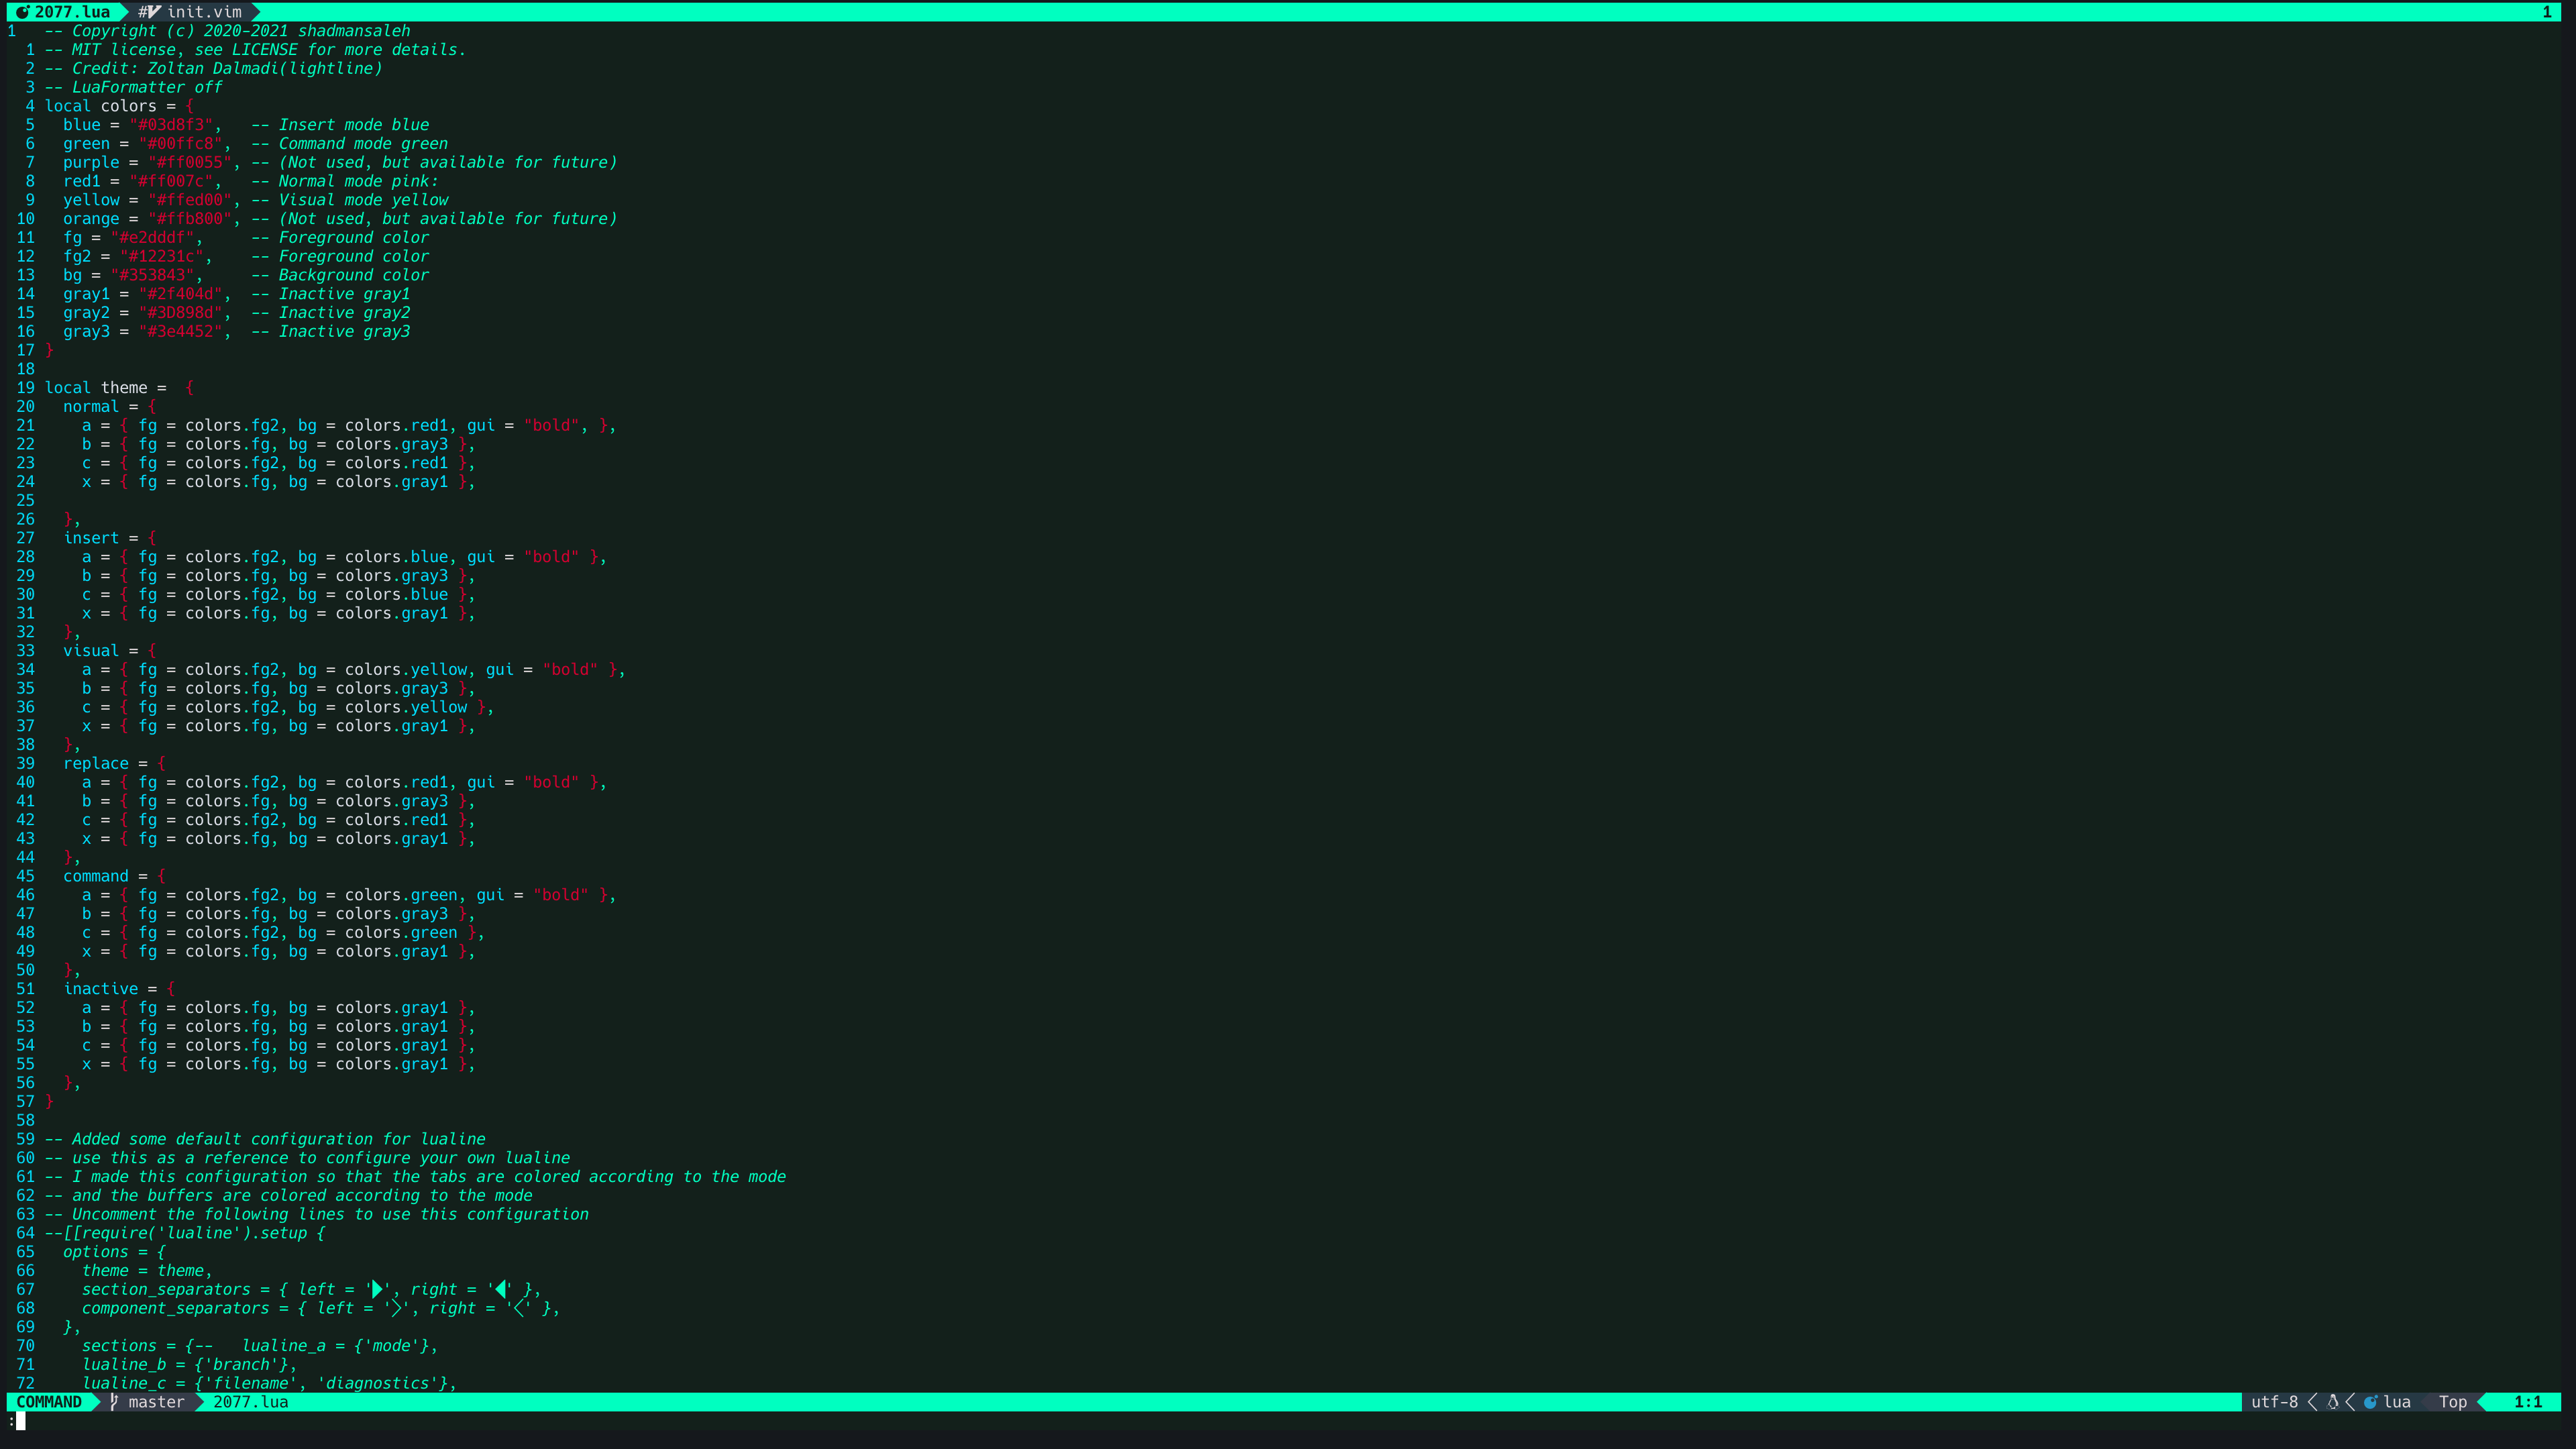 2077.lua # init.vim 1
1 -- Copyright (c) 2020-2021 shadmansaleh
1 -- MIT license, see LICENSE for more details.
2 -- Credit: Zoltan Dalmadi(lightline)
3 -- LuaFormatter off
4 local colors = {
5 blue = "#03d8f3", -- Insert mode blue
6 green = "#00ffc8", -- Command mode green
7 purple = "#ff0055", -- (Not used, but available for future)
8 red1 = "#ff007c", -- Normal mode pink:
9 yellow = "#ffed00", -- Visual mode yellow
10 orange = "#ffb800", -- (Not used, but available for future)
11 fg = "#e2dddf", -- Foreground color
12 fg2 = "#12231c", -- Foreground color
13 bg = "#353843", -- Background color
14 gray1 = "#2f404d", -- Inactive gray1
15 gray2 = "#3D898d", -- Inactive gray2
16 gray3 = "#3e4452", -- Inactive gray3
17 }
18
19 local theme = {
20 normal = {
21 a = { fg = colors.fg2, bg = colors.red1, gui = "bold", },
22 b = { fg = colors.fg, bg = colors.gray3 },
23 c = { fg = colors.fg2, bg = colors.red1 },
24 x = { fg = colors.fg, bg = colors.gray1 },
25
26 },
27 insert = {
28 a = { fg = colors.fg2, bg = colors.blue, gui = "bold" },
29 b = { fg = colors.fg, bg = colors.gray3 },
30 c = { fg = colors.fg2, bg = colors.blue },
31 x = { fg = colors.fg, bg = colors.gray1 },
32 },
33 visual = {
34 a = { fg = colors.fg2, bg = colors.yellow, gui = "bold" },
35 b = { fg = colors.fg, bg = colors.gray3 },
36 c = { fg = colors.fg2, bg = colors.yellow },
37 x = { fg = colors.fg, bg = colors.gray1 },
38 },
39 replace = {
40 a = { fg = colors.fg2, bg = colors.red1, gui = "bold" },
41 b = { fg = colors.fg, bg = colors.gray3 },
42 c = { fg = colors.fg2, bg = colors.red1 },
43 x = { fg = colors.fg, bg = colors.gray1 },
44 },
45 command = {
46 a = { fg = colors.fg2, bg = colors.green, gui = "bold" },
47 b = { fg = colors.fg, bg = colors.gray3 },
48 c = { fg = colors.fg2, bg = colors.green },
49 x = { fg = colors.fg, bg = colors.gray1 },
50 },
51 inactive = {
52 a = { fg = colors.fg, bg = colors.gray1 },
53 b = { fg = colors.fg, bg = colors.gray1 },
54 c = { fg = colors.fg, bg = colors.gray1 },
55 x = { fg = colors.fg, bg = colors.gray1 },
56 },
57 }
58
59 -- Added some default configuration for lualine
60 -- use this as a reference to configure your own lualine
61 -- I made this configuration so that the tabs are colored according to the mode
62 -- and the buffers are colored according to the mode
63 -- Uncomment the following lines to use this configuration
64 --[[require('lualine').setup {
65 options = {
66 theme = theme,
67 section_separators = { left = '', right = '' },
68 component_separators = { left = '', right = '' },
69 },
70 sections = {-- lualine_a = {'mode'},
71 lualine_b = {'branch'},
72 lualine_c = {'filename', 'diagnostics'},
COMMAND master 2077.lua utf-8 lua Top 1:1
: